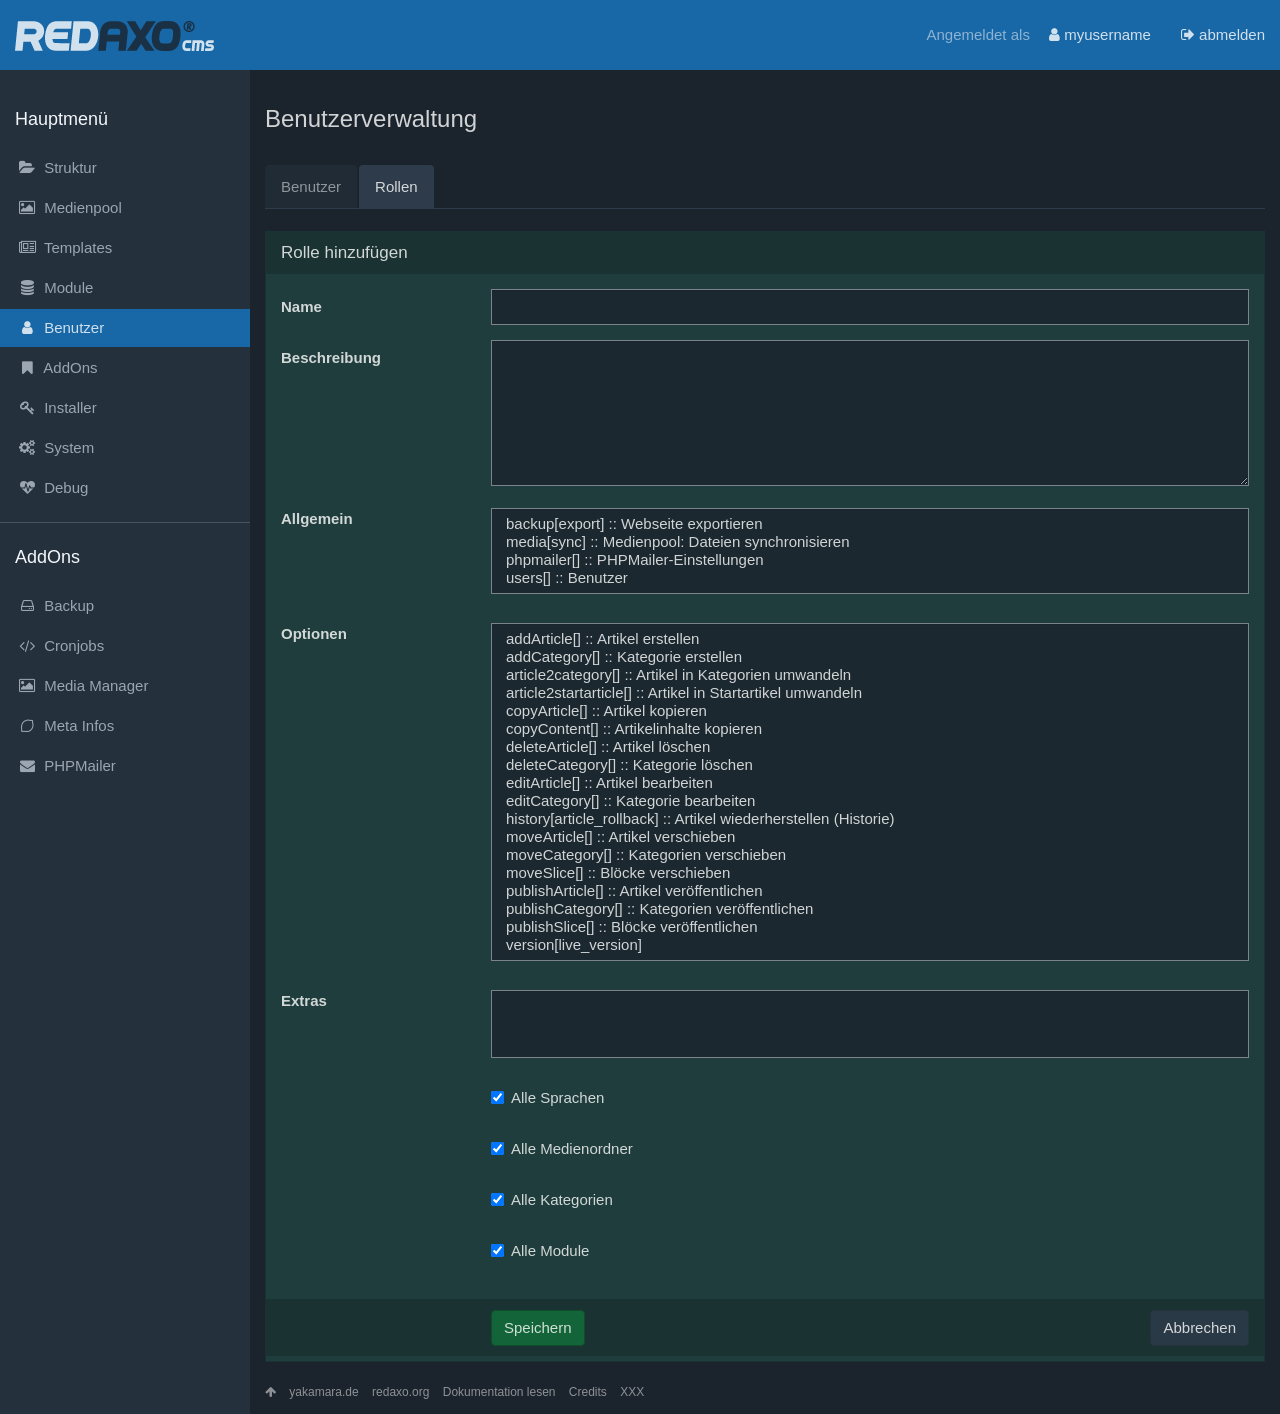 REDAXO® cms
Angemeldet als myusername abmelden
Hauptmenü
Struktur
Medienpool
Templates
Module
Benutzer
AddOns
Installer
System
Debug
AddOns
Backup
Cronjobs
Media Manager
Meta Infos
PHPMailer
Benutzerverwaltung
Benutzer Rollen
Rolle hinzufügen
Name
Beschreibung
Allgemein
backup[export] :: Webseite exportieren
media[sync] :: Medienpool: Dateien synchronisieren
phpmailer[] :: PHPMailer-Einstellungen
users[] :: Benutzer
Optionen
addArticle[] :: Artikel erstellen
addCategory[] :: Kategorie erstellen
article2category[] :: Artikel in Kategorien umwandeln
article2startarticle[] :: Artikel in Startartikel umwandeln
copyArticle[] :: Artikel kopieren
copyContent[] :: Artikelinhalte kopieren
deleteArticle[] :: Artikel löschen
deleteCategory[] :: Kategorie löschen
editArticle[] :: Artikel bearbeiten
editCategory[] :: Kategorie bearbeiten
history[article_rollback] :: Artikel wiederherstellen (Historie)
moveArticle[] :: Artikel verschieben
moveCategory[] :: Kategorien verschieben
moveSlice[] :: Blöcke verschieben
publishArticle[] :: Artikel veröffentlichen
publishCategory[] :: Kategorien veröffentlichen
publishSlice[] :: Blöcke veröffentlichen
version[live_version]
Extras
Alle Sprachen
Alle Medienordner
Alle Kategorien
Alle Module
Speichern Abbrechen
yakamara.de redaxo.org Dokumentation lesen Credits XXX